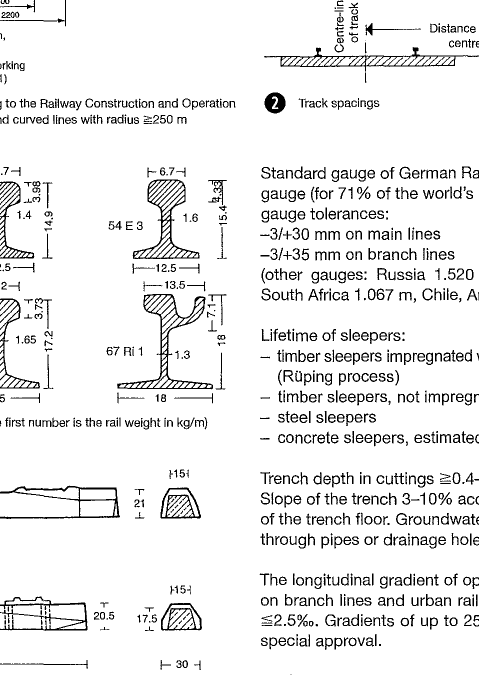 2200
n,
orking
1)
g to the Railway Construction and Operation
nd curved lines with radius ≧250 m
Centre-lin
of track
Distance
centre
2 Track spacings
.7
3.98
1.4
14.9
2.5
6.7
3.33
54 E 3
1.6
15.4
12.5
2
3.73
1.65
17.2
5
13.5
7.1
67 Ri 1
1.3
18
18
e first number is the rail weight in kg/m)
15
21
15
20.5
17.5
30
Standard gauge of German Ra
gauge (for 71% of the world's
gauge tolerances:
–3/+30 mm on main lines
–3/+35 mm on branch lines
(other gauges: Russia 1.520
South Africa 1.067 m, Chile, Ar
Lifetime of sleepers:
– timber sleepers impregnated w
(Rüping process)
– timber sleepers, not impregn
– steel sleepers
– concrete sleepers, estimated
Trench depth in cuttings ≧0.4–
Slope of the trench 3–10% acc
of the trench floor. Groundwate
through pipes or drainage hole
The longitudinal gradient of op
on branch lines and urban rail
≦2.5‰. Gradients of up to 25
special approval.